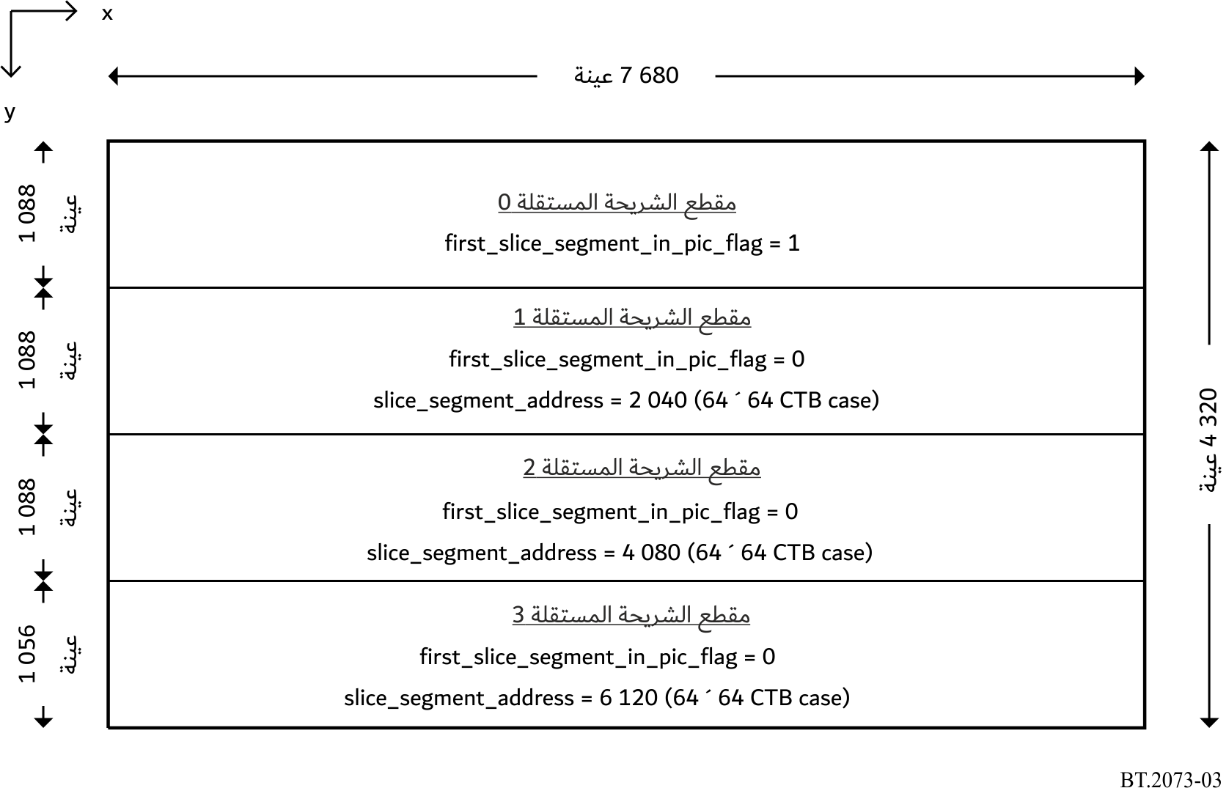 x
7 680 عينة
y
1 088
عينة
مقطع الشريحة المستقلة 0
first_slice_segment_in_pic_flag = 1
1 088
عينة
مقطع الشريحة المستقلة 1
first_slice_segment_in_pic_flag = 0
slice_segment_address = 2 040 (64 ´ 64 CTB case)
4 320 عينة
1 088
عينة
مقطع الشريحة المستقلة 2
first_slice_segment_in_pic_flag = 0
slice_segment_address = 4 080 (64 ´ 64 CTB case)
1 056
عينة
مقطع الشريحة المستقلة 3
first_slice_segment_in_pic_flag = 0
slice_segment_address = 6 120 (64 ´ 64 CTB case)
BT.2073-03